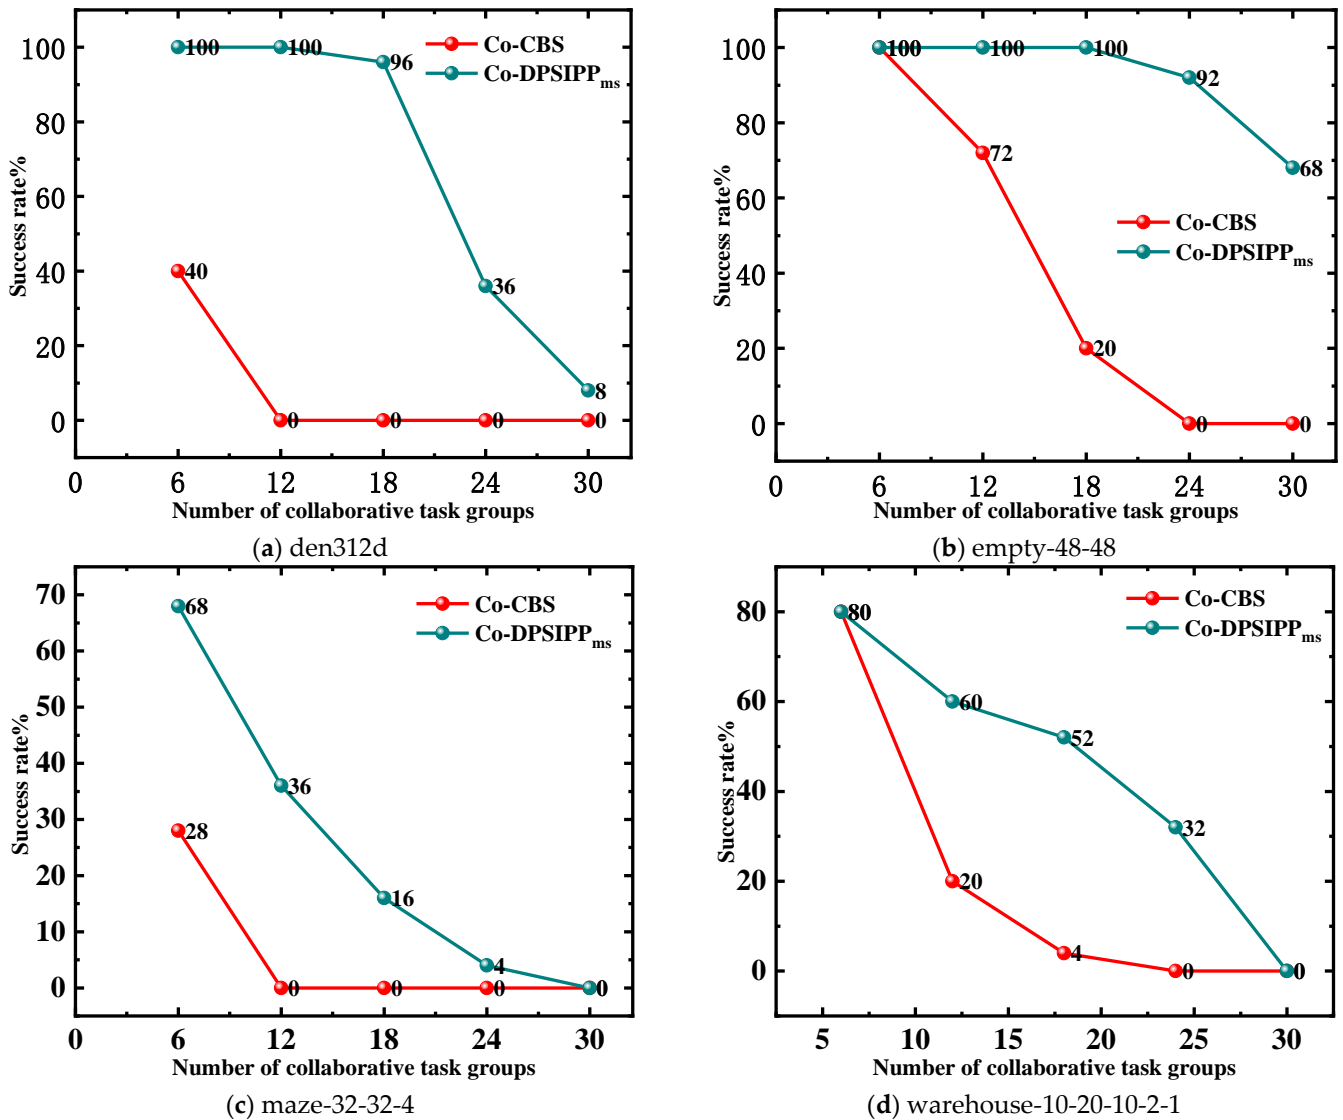 100
80
60
40
20
0
Success rate%
100
100
96
36
8
40
0
0
0
0
Co-CBS
Co-DPSIPPms
0 6 12 18 24 30
Number of collaborative task groups
(a) den312d
100
80
60
40
20
0
Success rate%
100
100
100
92
68
72
20
0
0
Co-CBS
Co-DPSIPPms
0 6 12 18 24 30
Number of collaborative task groups
(b) empty-48-48
70
60
50
40
30
20
10
0
Success rate%
68
36
16
4
0
28
0
0
0
Co-CBS
Co-DPSIPPms
0 6 12 18 24 30
Number of collaborative task groups
(c) maze-32-32-4
80
60
40
20
0
Success rate%
80
60
52
32
0
20
4
0
Co-CBS
Co-DPSIPPms
5 10 15 20 25 30
Number of collaborative task groups
(d) warehouse-10-20-10-2-1